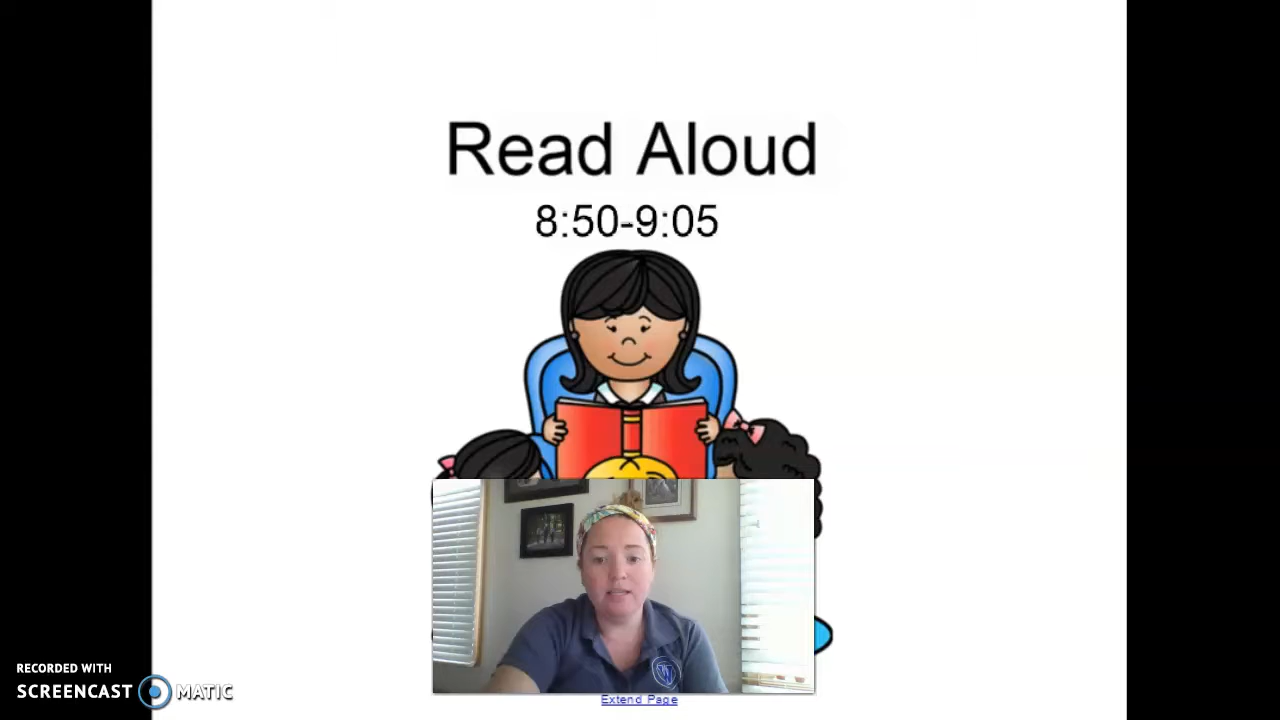 Read Aloud
8:50-9:05
Extend Page
RECORDED WITH
SCREENCAST MATIC